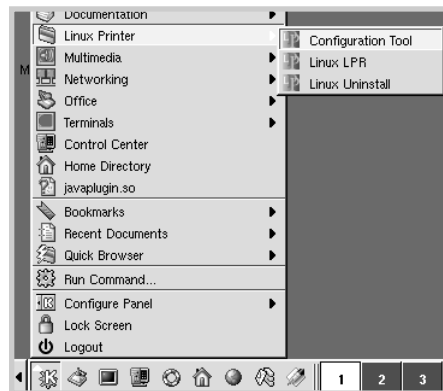 Documentation
Linux Printer
Multimedia
M
Networking
Office
Terminals
Control Center
Home Directory
javaplugin.so
Bookmarks
Recent Documents
Quick Browser
Run Command...
Configure Panel
Lock Screen
Logout
Configuration Tool
Linux LPR
Linux Uninstall
K
1 2 3